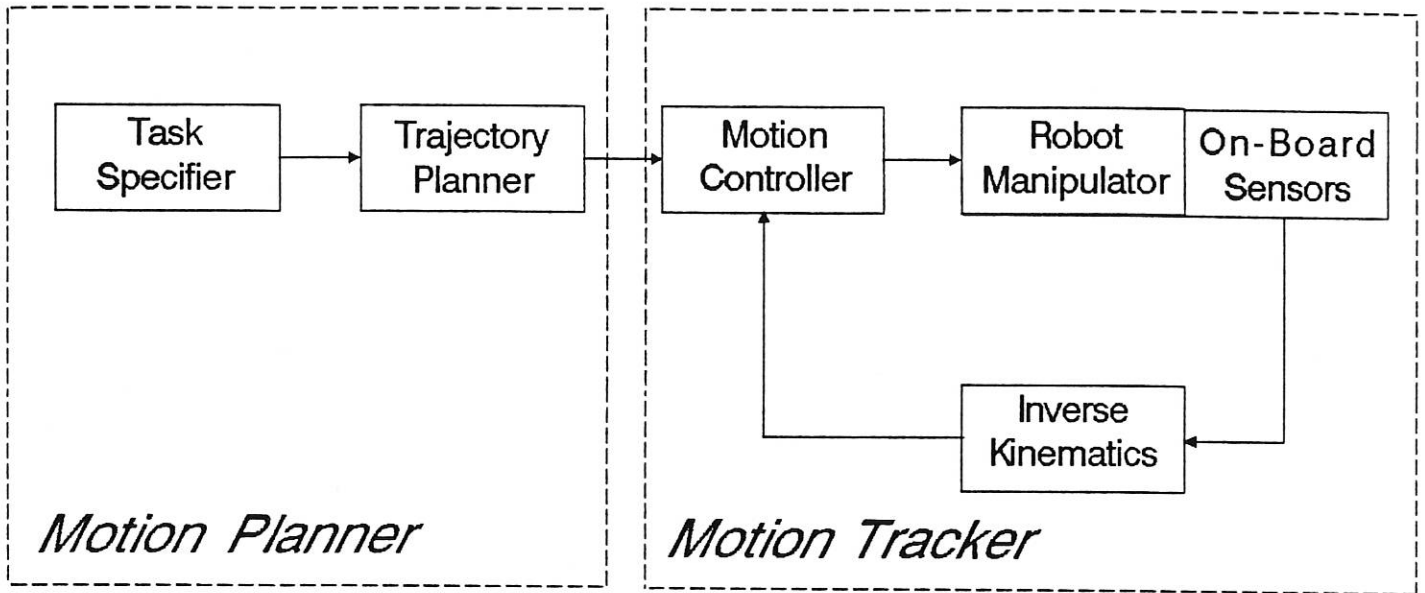 Task
Specifier
Trajectory
Planner
Motion
Controller
Robot
Manipulator
On-Board
Sensors
Inverse
Kinematics
Motion Planner
Motion Tracker